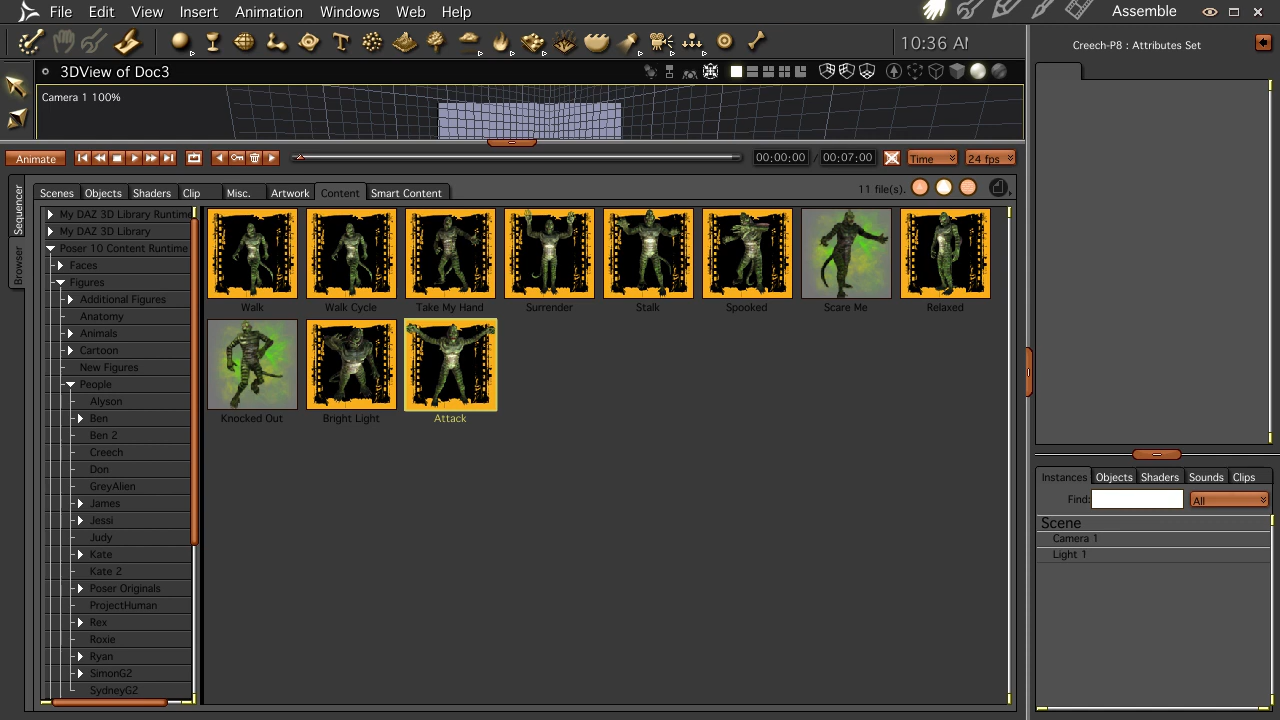 File Edit View Insert Animation Windows Web Help Assemble
10:36 AM
3DView of Doc3
Creech-P8 : Attributes Set
Camera 1 100%
Animate 00:00:00 / 00:07:00 Time 24 fps
Sequencer
Browser
Scenes Objects Shaders Clip Misc. Artwork Content Smart Content 11 file(s).
My DAZ 3D Library Runtime
My DAZ 3D Library
Poser 10 Content Runtime
Faces
Figures
Additional Figures
Anatomy
Animals
Cartoon
New Figures
People
Alyson
Ben
Ben 2
Creech
Don
GreyAlien
James
Jessi
Judy
Kate
Kate 2
Poser Originals
ProjectHuman
Rex
Roxie
Ryan
SimonG2
SydneyG2
Walk Walk Cycle Take My Hand Surrender Stalk Spooked Scare Me Relaxed
Knocked Out Bright Light Attack
Instances Objects Shaders Sounds Clips
Find: All
Scene
Camera 1
Light 1